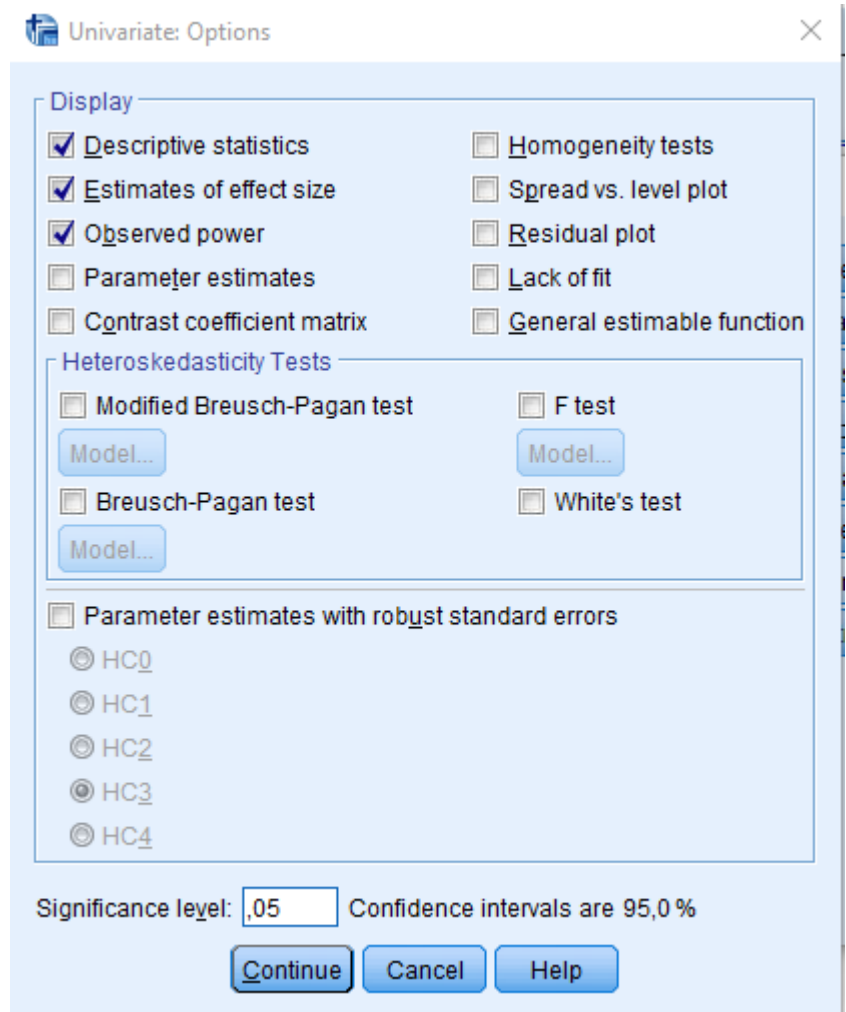 Univariate: Options
Display
Descriptive statistics
Homogeneity tests
Estimates of effect size
Spread vs. level plot
Observed power
Residual plot
Parameter estimates
Lack of fit
Contrast coefficient matrix
General estimable function
Heteroskedasticity Tests
Modified Breusch-Pagan test
F test
Model...
Model...
Breusch-Pagan test
White's test
Model...
Parameter estimates with robust standard errors
HC0
HC1
HC2
HC3
HC4
Significance level: ,05 Confidence intervals are 95,0 %
Continue Cancel Help